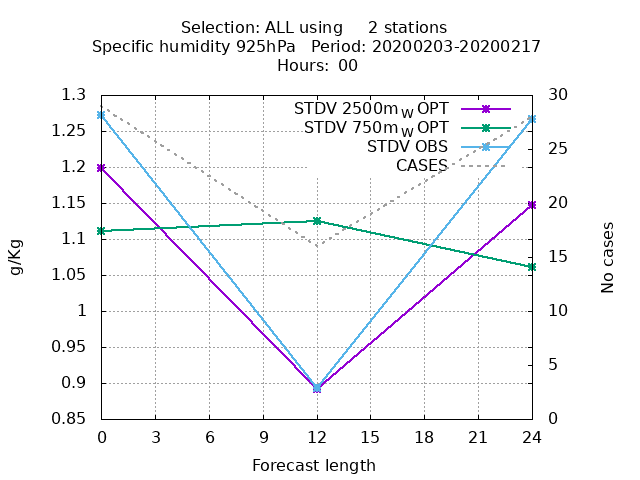 Selection: ALL using     2 stations
Specific humidity 925hPa   Period: 20200203-20200217
Hours:  00
STDV 2500m_W OPT
STDV 750m_W OPT
STDV OBS
CASES
1.3
1.25
1.2
1.15
1.1
1.05
1
0.95
0.9
0.85
30
25
20
15
10
5
0
0 3 6 9 12 15 18 21 24
g/Kg
No cases
Forecast length